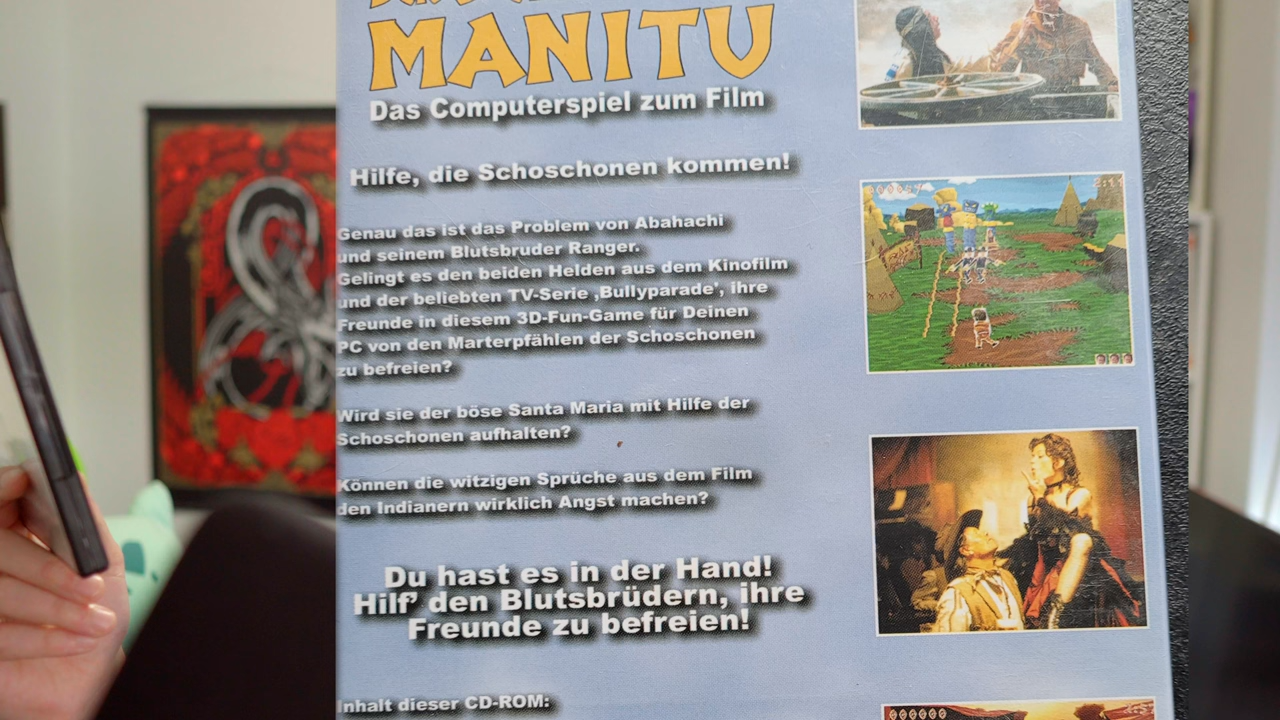 MANITU
Das Computerspiel zum Film
Hilfe, die Schoschonen kommen!
Genau das ist das Problem von Abahachi
und seinem Blutsbruder Ranger.
Gelingt es den beiden Helden aus dem Kinofilm
und der beliebten TV-Serie ‚Bullyparade‘, ihre
Freunde in diesem 3D-Fun-Game für Deinen
PC von den Marterpfählen der Schoschonen
zu befreien?
Wird sie der böse Santa Maria mit Hilfe der
Schoschonen aufhalten?
Können die witzigen Sprüche aus dem Film
den Indianern wirklich Angst machen?
Du hast es in der Hand!
Hilf’ den Blutsbrüdern, ihre
Freunde zu befreien!
Inhalt dieser CD-ROM: